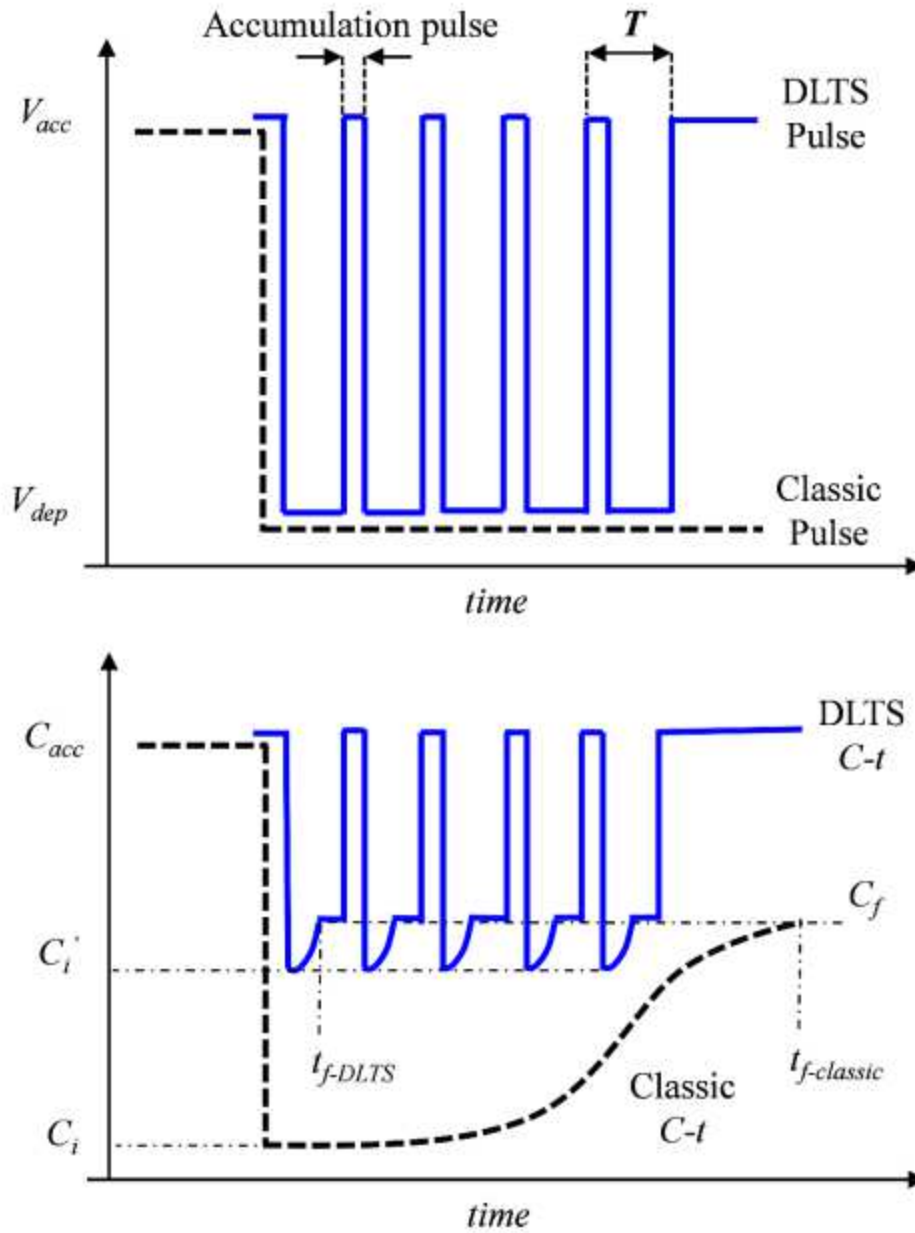 Accumulation pulse
T
V_acc
DLTS
Pulse
V_dep
Classic
Pulse
time
C_acc
DLTS
C-t
C_f
C_i'
t_f-DLTS
t_f-classic
Classic
C-t
C_i
time